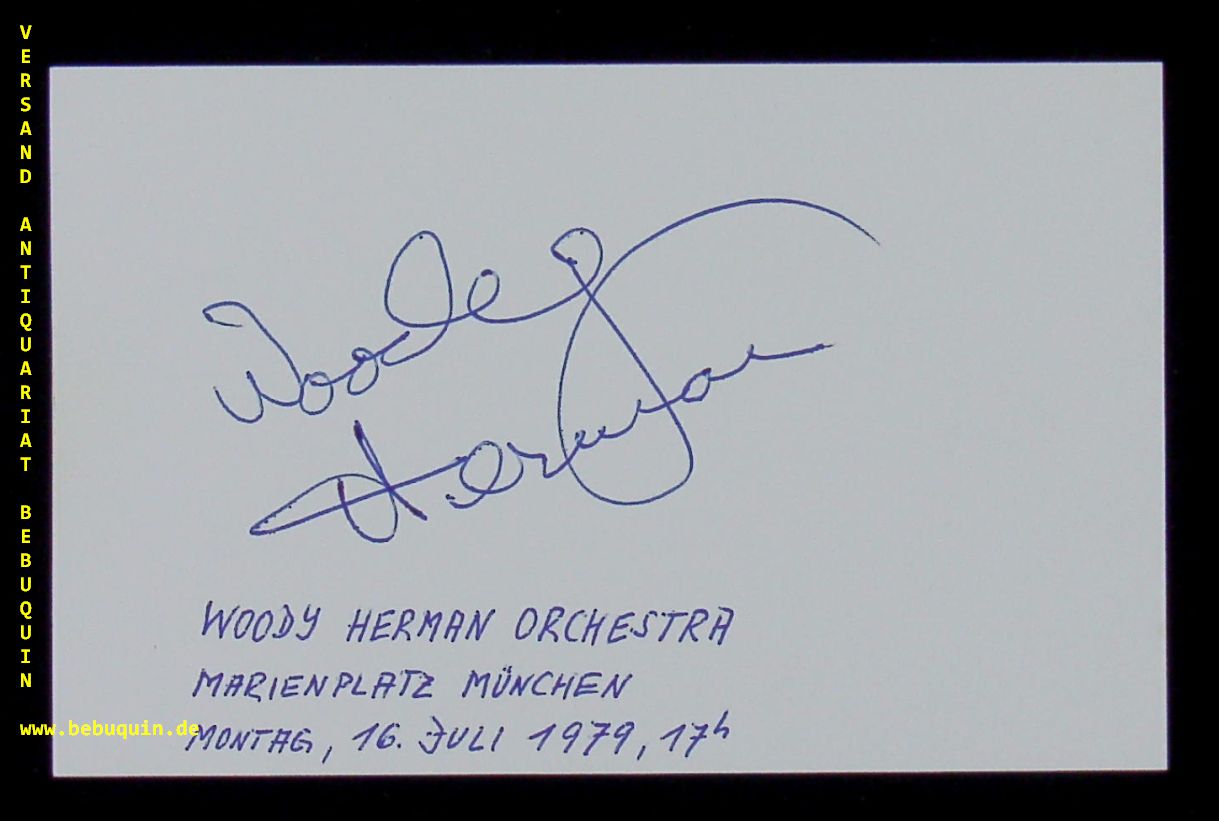 VERSAND ANTIQUARIAT BEBUQUIN
www.bebuquin.de
Woody
Herman
WOODY HERMAN ORCHESTRA
MARIENPLATZ MÜNCHEN
MONTAG, 16. JULI 1979, 17h